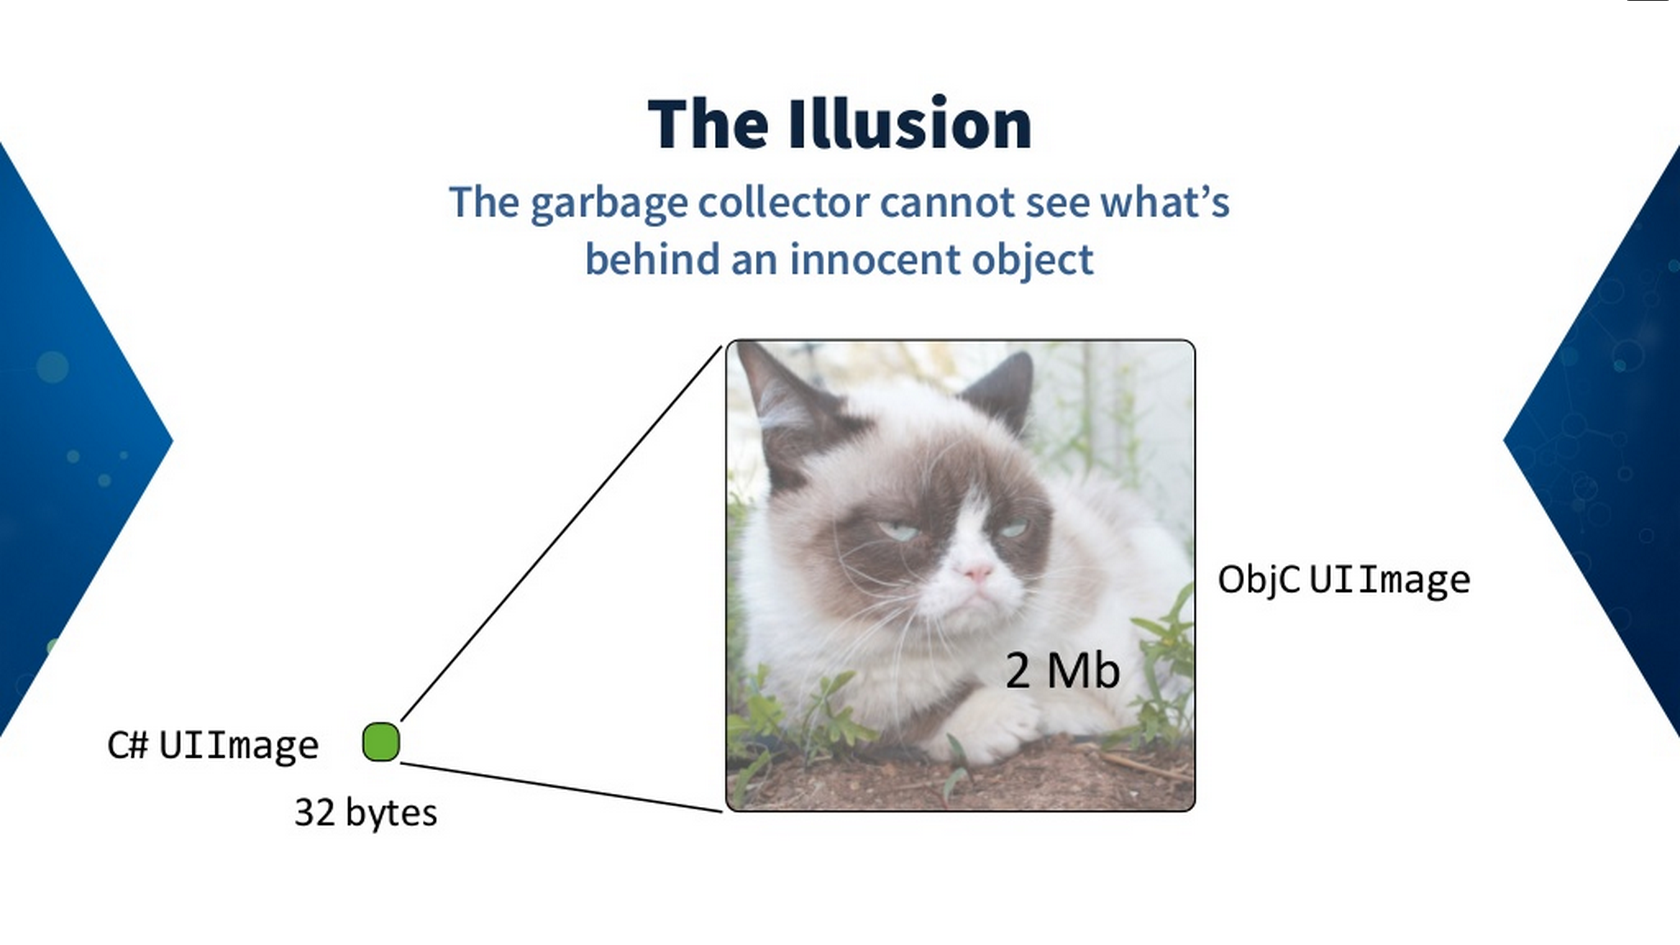 The Illusion
The garbage collector cannot see what’s
behind an innocent object
2 Mb
ObjC UIImage
C# UIImage
32 bytes